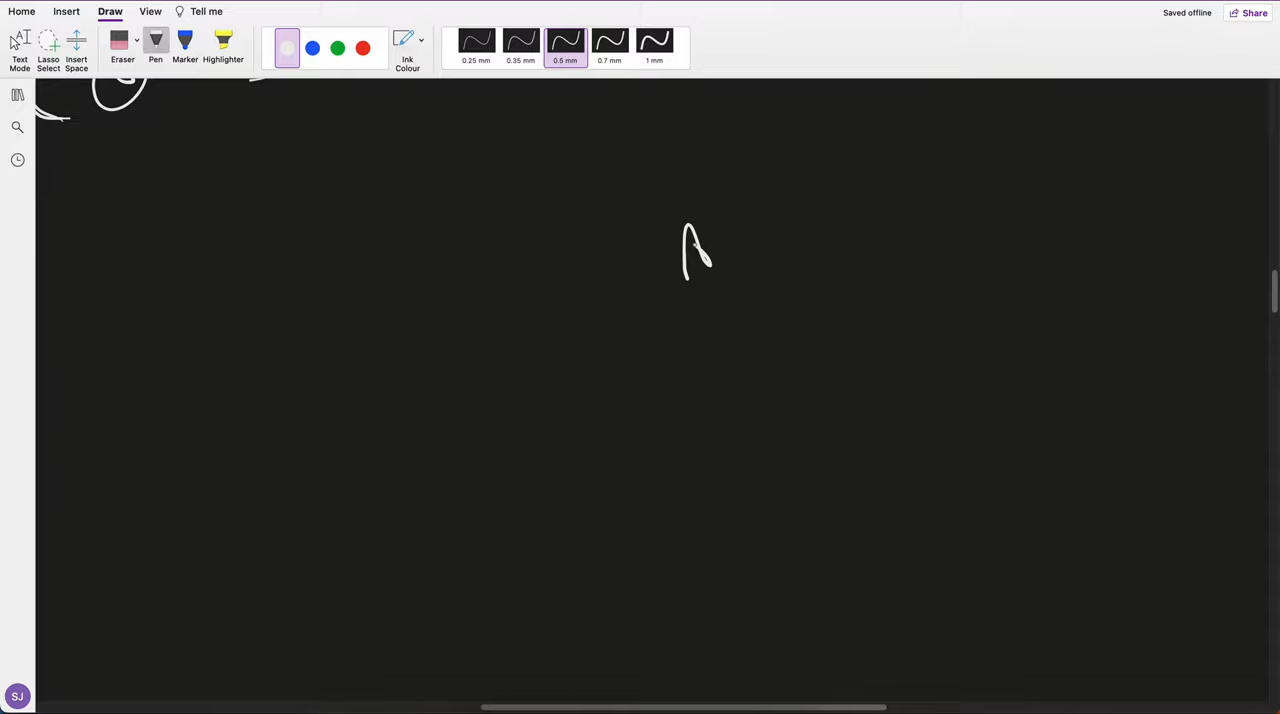 Home Insert Draw View Tell me Saved offline Share
Text Mode Lasso Select Insert Space Eraser Pen Marker Highlighter Ink Colour 0.25 mm 0.35 mm 0.5 mm 0.7 mm 1 mm
SJ